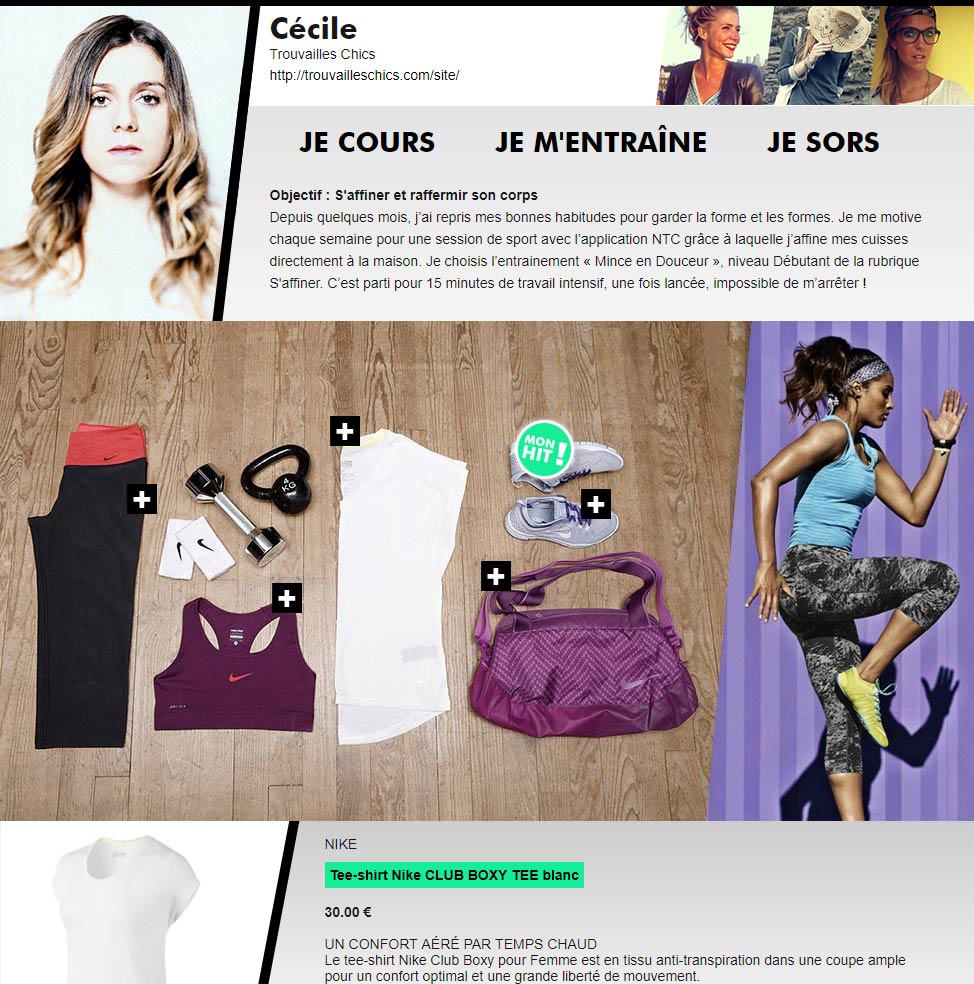 Cécile
Trouvailles Chics
http://trouvailleschics.com/site/
JE COURS
JE M'ENTRAÎNE
JE SORS
Objectif : S'affiner et raffermir son corps
Depuis quelques mois, j’ai repris mes bonnes habitudes pour garder la forme et les formes. Je me motive
chaque semaine pour une session de sport avec l’application NTC grâce à laquelle j’affine mes cuisses
directement à la maison. Je choisis l’entrainement « Mince en Douceur », niveau Débutant de la rubrique
S'affiner. C’est parti pour 15 minutes de travail intensif, une fois lancée, impossible de m’arrêter !
MON
HIT !
4
KG
DRI-FIT
NIKE
Tee-shirt Nike CLUB BOXY TEE blanc
30.00 €
UN CONFORT AÉRÉ PAR TEMPS CHAUD
Le tee-shirt Nike Club Boxy pour Femme est en tissu anti-transpiration dans une coupe ample
pour un confort optimal et une grande liberté de mouvement.